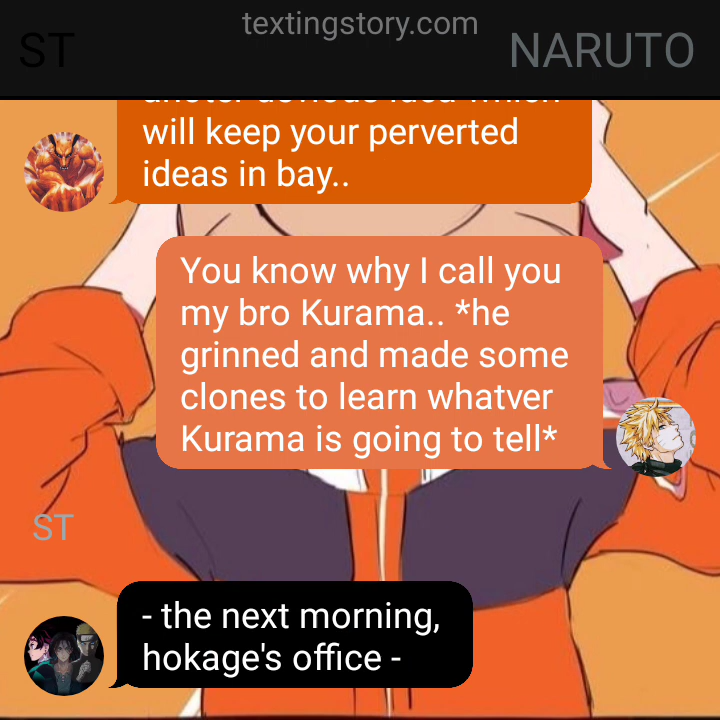 textingstory.com
ST
NARUTO
will keep your perverted
ideas in bay..
You know why I call you
my bro Kurama.. *he
grinned and made some
clones to learn whatver
Kurama is going to tell*
ST
- the next morning,
hokage's office -